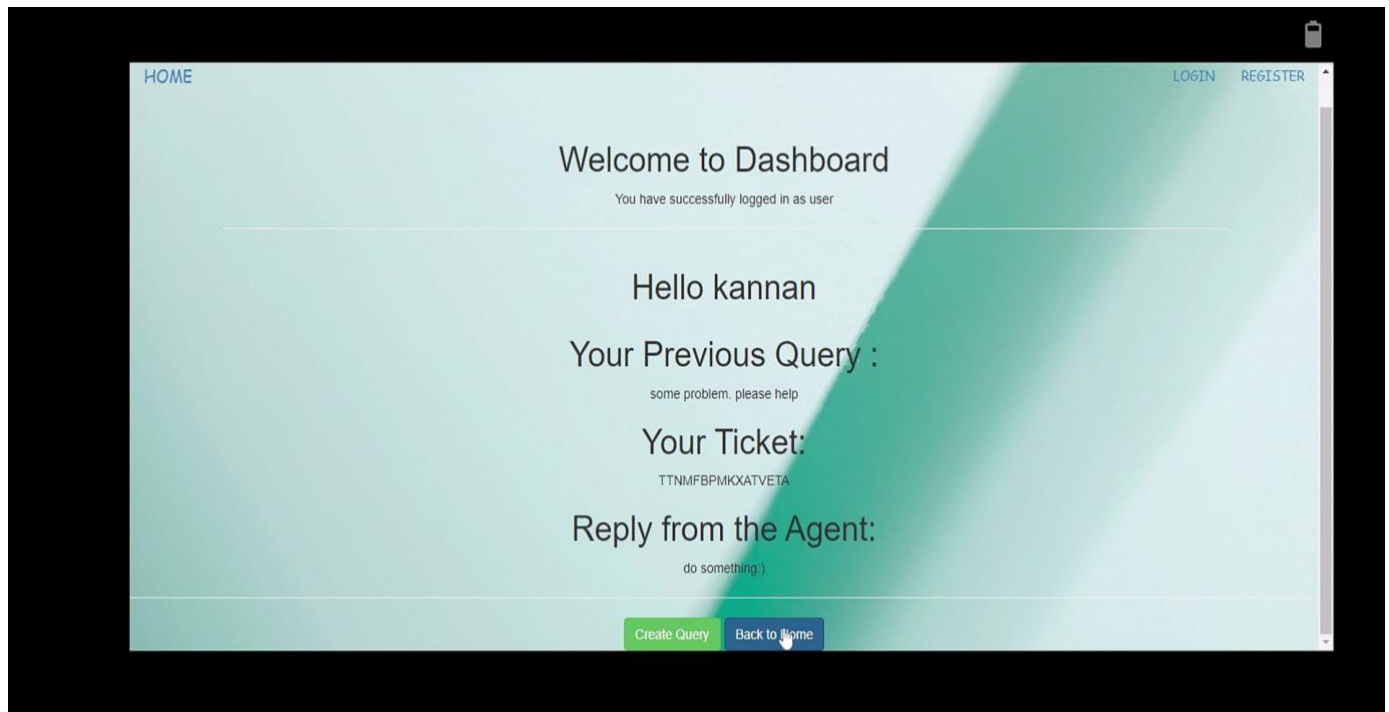 HOME LOGIN REGISTER
Welcome to Dashboard
You have successfully logged in as user
Hello kannan
Your Previous Query :
some problem. please help
Your Ticket:
TTNMFBPMKXATVETA
Reply from the Agent:
do something:)
Create Query Back to Home